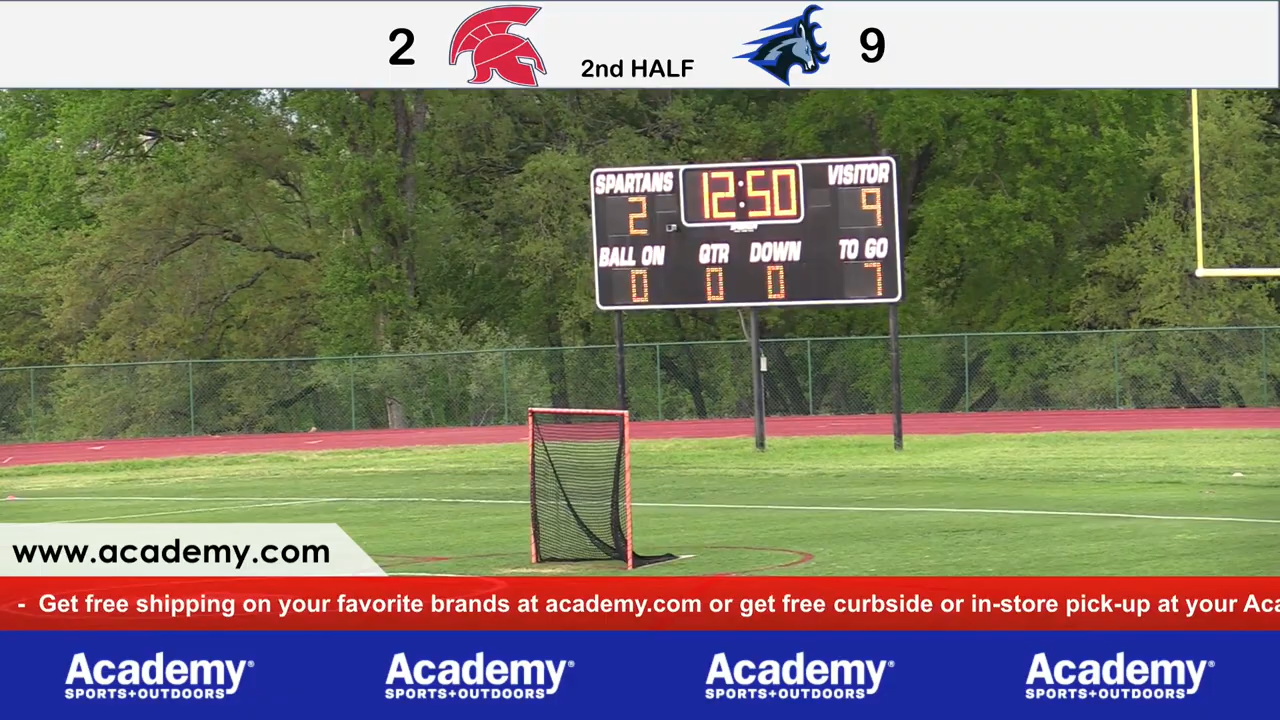 2 2nd HALF 9
SPARTANS 12:50 VISITOR
2 9
BALL ON QTR DOWN TO GO
0 0 0 7
www.academy.com
- Get free shipping on your favorite brands at academy.com or get free curbside or in-store pick-up at your Aca
Academy Academy Academy Academy
SPORTS+OUTDOORS SPORTS+OUTDOORS SPORTS+OUTDOORS SPORTS+OUTDOORS